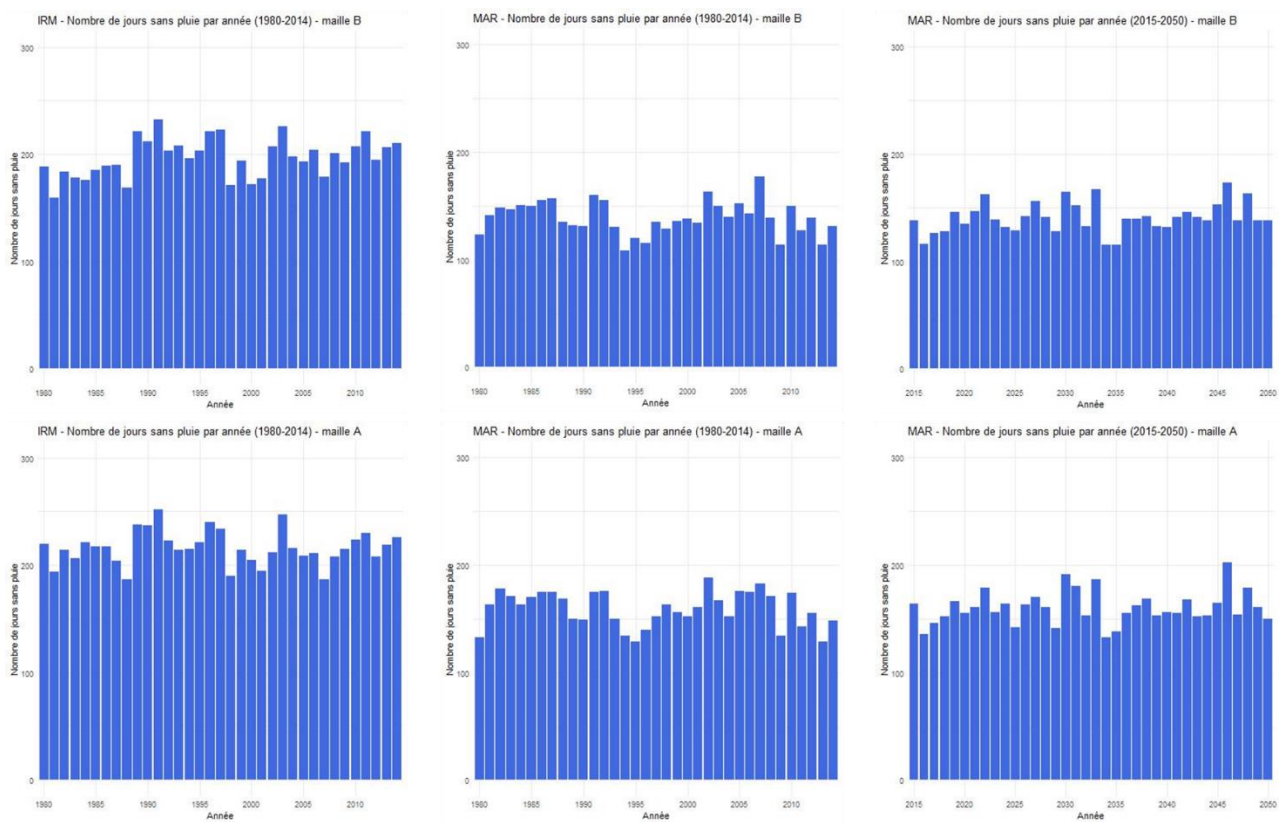 IRM - Nombre de jours sans pluie par année (1980-2014) - maille B
Nombre de jours sans pluie
300
200
100
0
1980 1985 1990 1995 2000 2005 2010
Année
MAR - Nombre de jours sans pluie par année (1980-2014) - maille B
Nombre de jours sans pluie
300
200
100
0
1980 1985 1990 1995 2000 2005 2010
Année
MAR - Nombre de jours sans pluie par année (2015-2050) - maille B
Nombre de jours sans pluie
300
200
100
0
2015 2020 2025 2030 2035 2040 2045 2050
Année
IRM - Nombre de jours sans pluie par année (1980-2014) - maille A
Nombre de jours sans pluie
300
200
100
0
1980 1985 1990 1995 2000 2005 2010
Année
MAR - Nombre de jours sans pluie par année (1980-2014) - maille A
Nombre de jours sans pluie
300
200
100
0
1980 1985 1990 1995 2000 2005 2010
Année
MAR - Nombre de jours sans pluie par année (2015-2050) - maille A
Nombre de jours sans pluie
300
200
100
0
2015 2020 2025 2030 2035 2040 2045 2050
Année